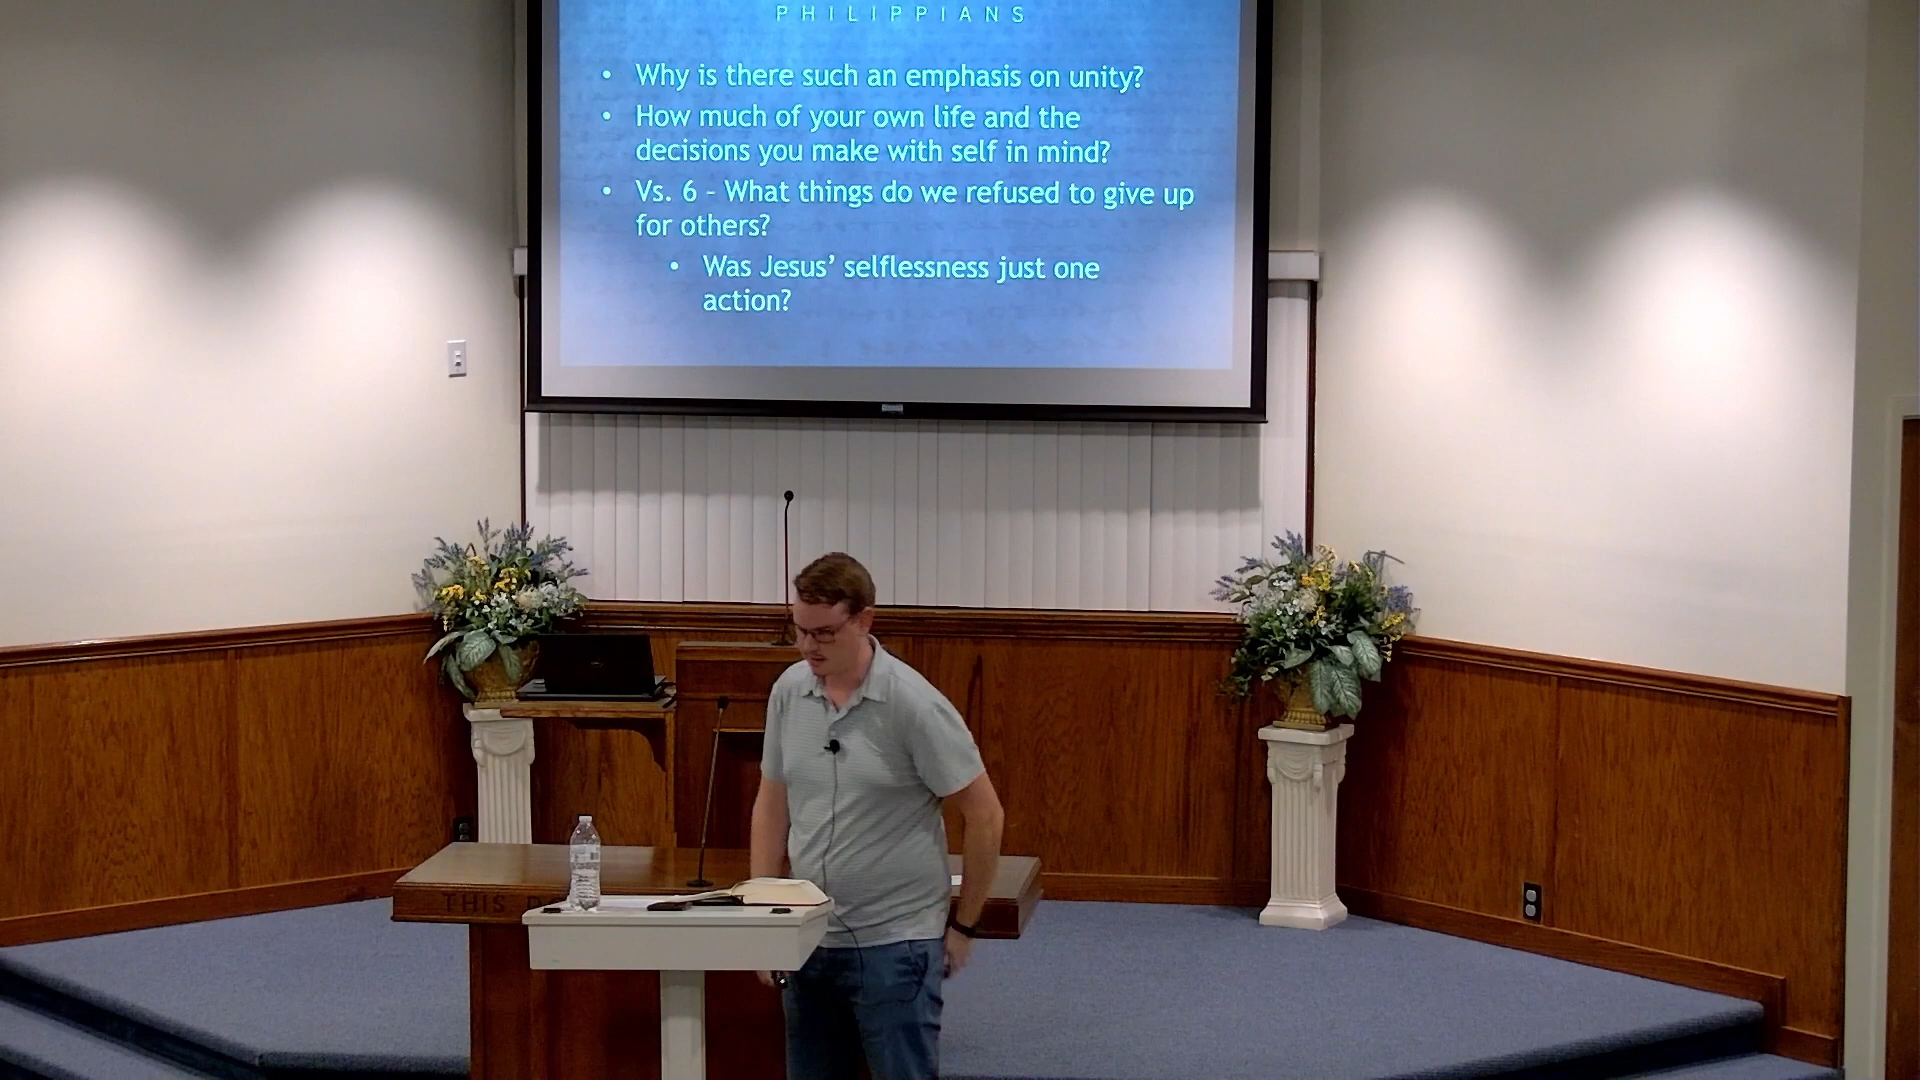 PHILIPPIANS
• Why is there such an emphasis on unity?
• How much of your own life and the
decisions you make with self in mind?
• Vs. 6 – What things do we refused to give up
for others?
• Was Jesus’ selflessness just one
action?
THIS